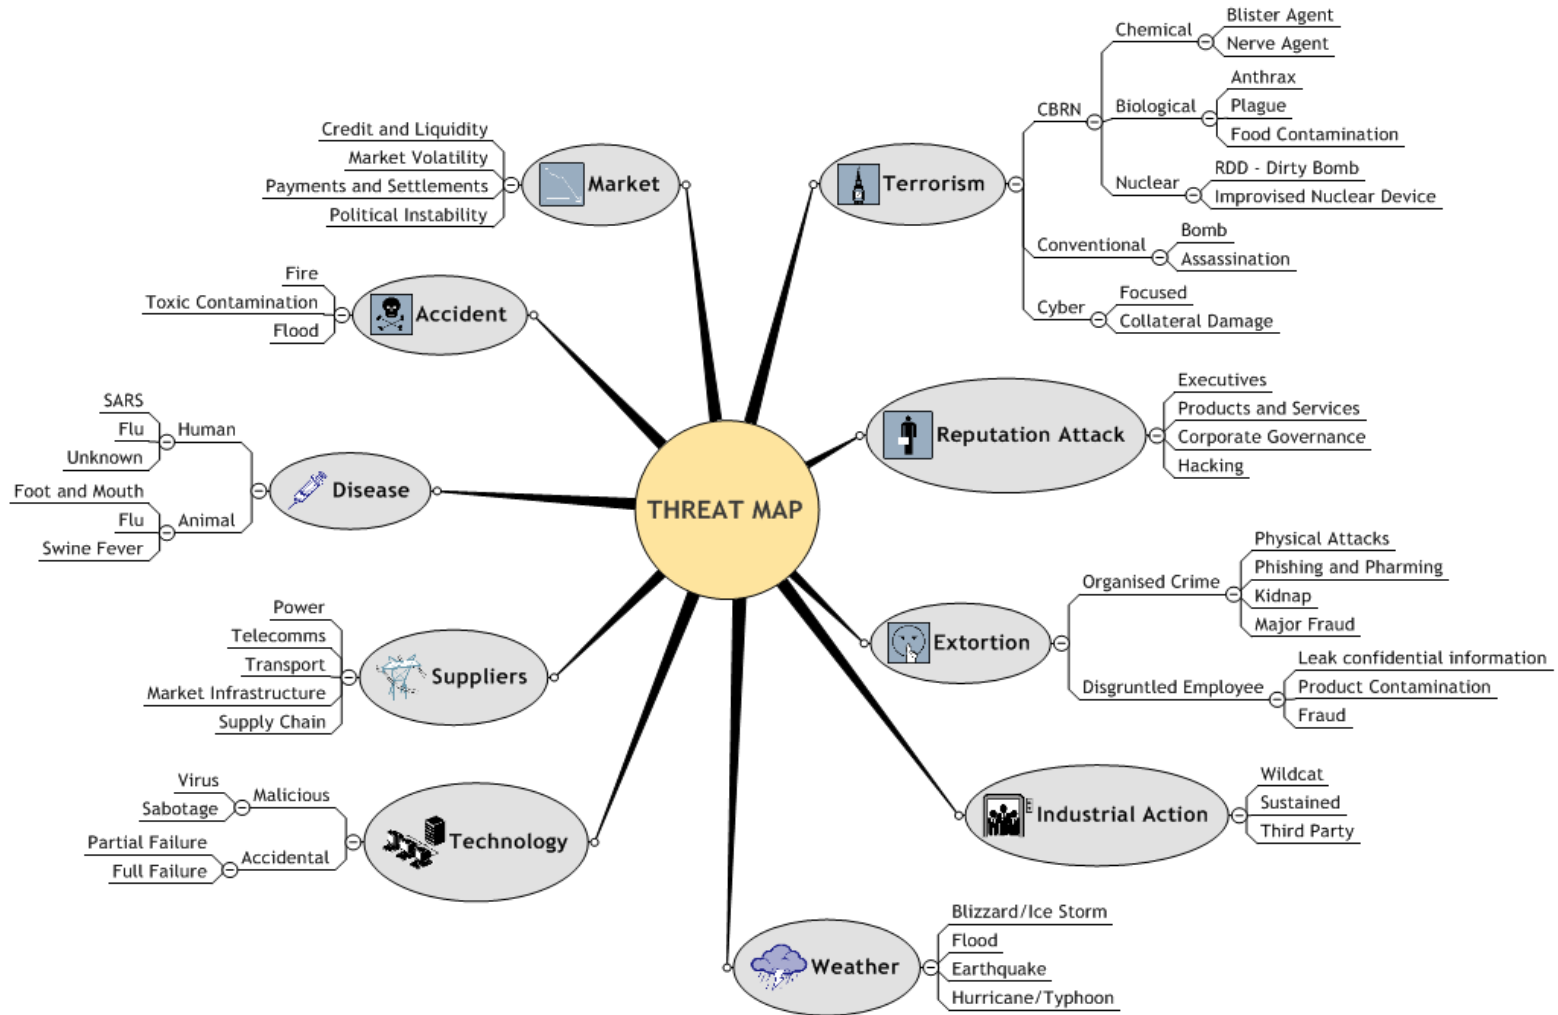 THREAT MAP
Terrorism
CBRN
Chemical
Blister Agent
Nerve Agent
Biological
Anthrax
Plague
Food Contamination
Nuclear
RDD - Dirty Bomb
Improvised Nuclear Device
Conventional
Bomb
Assassination
Cyber
Focused
Collateral Damage
Reputation Attack
Executives
Products and Services
Corporate Governance
Hacking
Extortion
Organised Crime
Physical Attacks
Phishing and Pharming
Kidnap
Major Fraud
Disgruntled Employee
Leak confidential information
Product Contamination
Fraud
Industrial Action
Wildcat
Sustained
Third Party
Weather
Blizzard/Ice Storm
Flood
Earthquake
Hurricane/Typhoon
Technology
Malicious
Virus
Sabotage
Accidental
Partial Failure
Full Failure
Suppliers
Power
Telecomms
Transport
Market Infrastructure
Supply Chain
Disease
Human
SARS
Flu
Unknown
Animal
Foot and Mouth
Flu
Swine Fever
Accident
Fire
Toxic Contamination
Flood
Market
Credit and Liquidity
Market Volatility
Payments and Settlements
Political Instability